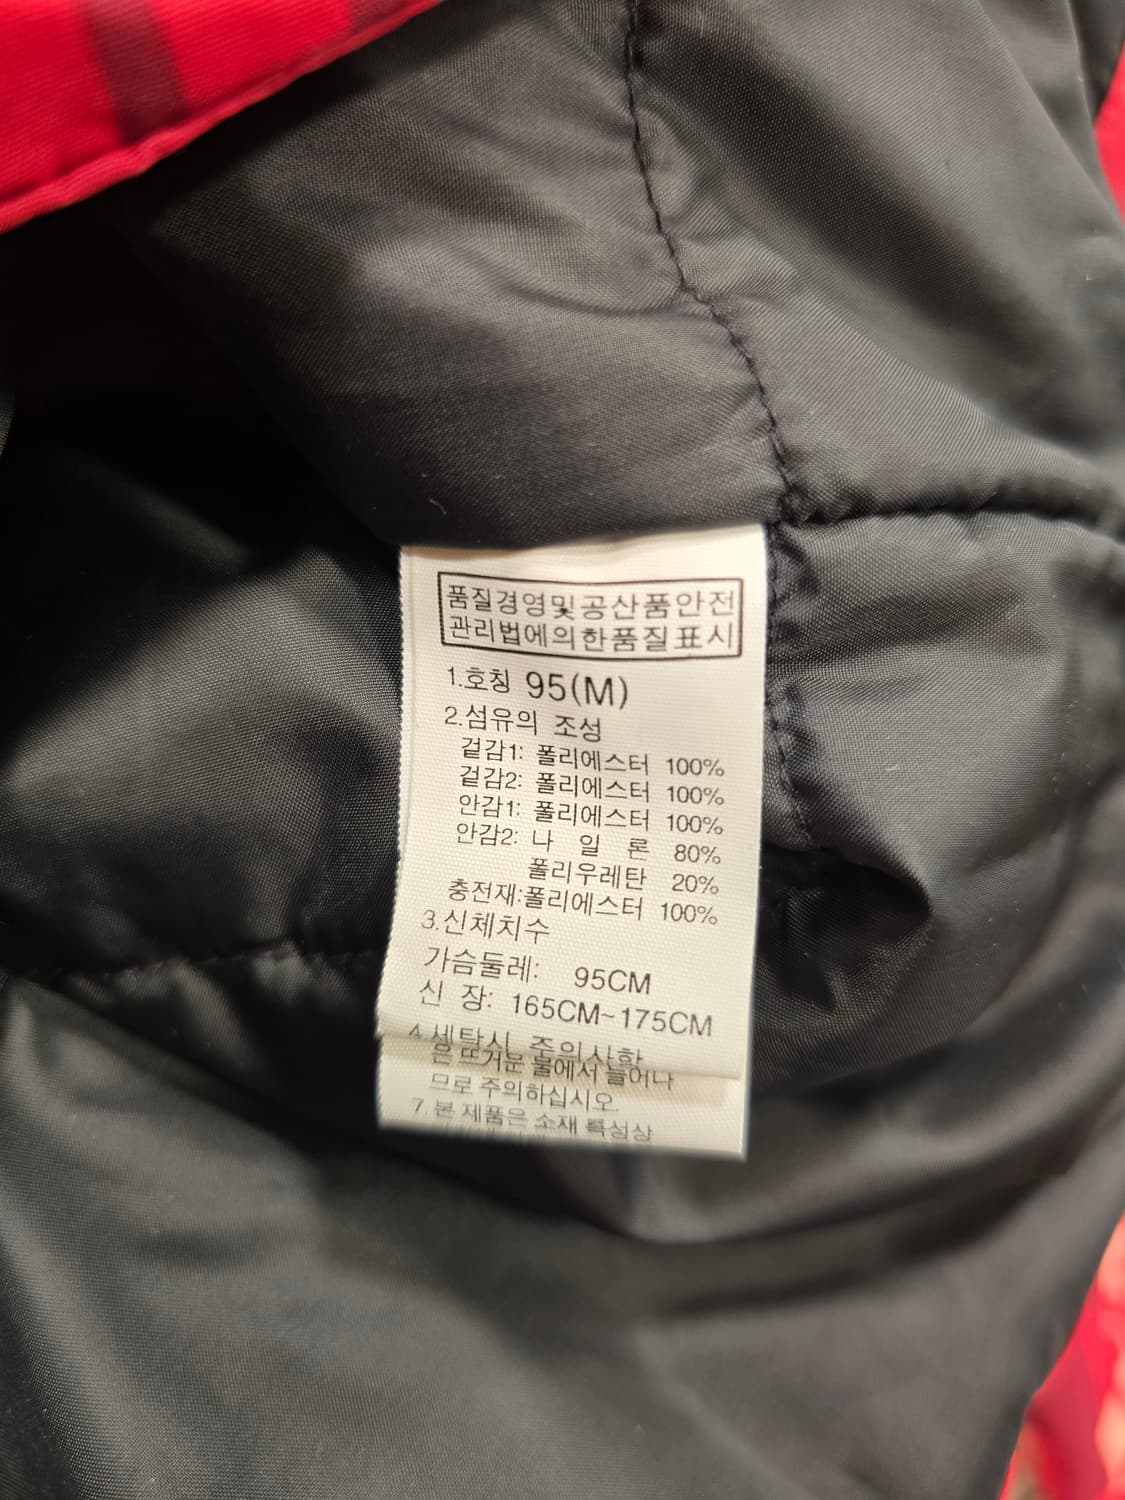 품질경영및공산품안전
관리법에의한품질표시
1.호칭 95(M)
2.섬유의 조성
겉감1: 폴리에스터 100%
겉감2: 폴리에스터 100%
안감1: 폴리에스터 100%
안감2: 나 일 론 80%
폴리우레탄 20%
충전재:폴리에스터 100%
3.신체치수
가슴둘레: 95CM
신 장: 165CM~175CM
4.세탁시 주의사항
은 뜨거운 물에서 늘어나
므로 주의하십시오.
7. 본 제품은 소재 특성상